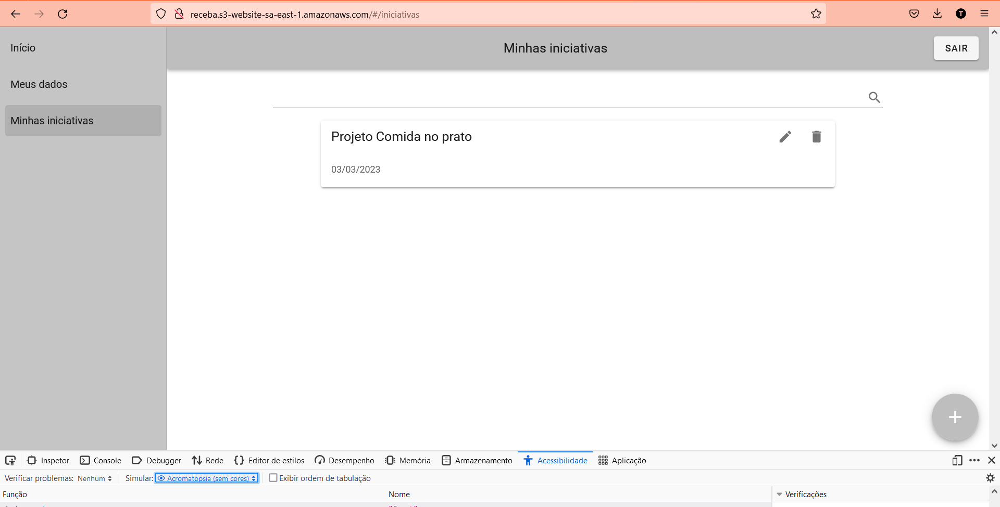 receba.s3-website-sa-east-1.amazonaws.com/#/iniciativas
T
Início
Meus dados
Minhas iniciativas
Minhas iniciativas
SAIR
Projeto Comida no prato
03/03/2023
Inspetor Console Debugger Rede Editor de estilos Desempenho Memória Armazenamento Acessibilidade Aplicação
Verificar problemas: Nenhum Simular: Acromatopsia (sem cores) Exibir ordem de tabulação
Função Nome Verificações